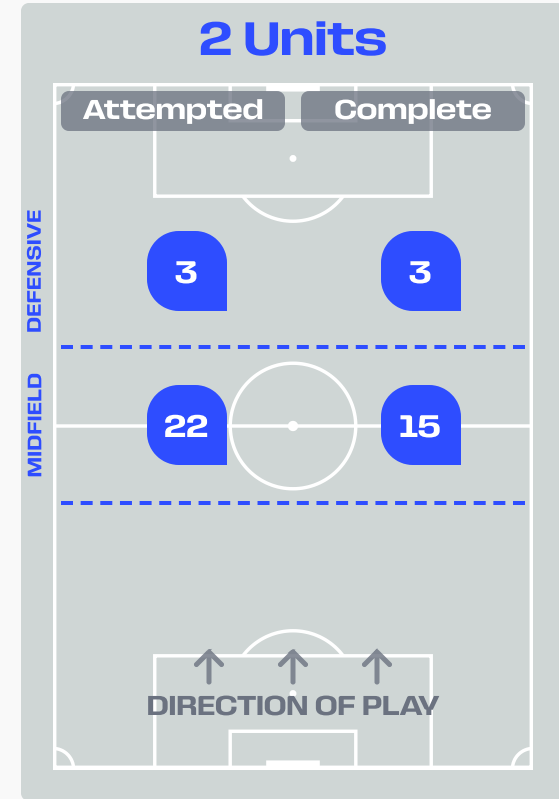 2 Units
Attempted Complete
DEFENSIVE
3 3
MIDFIELD
22 15
DIRECTION OF PLAY